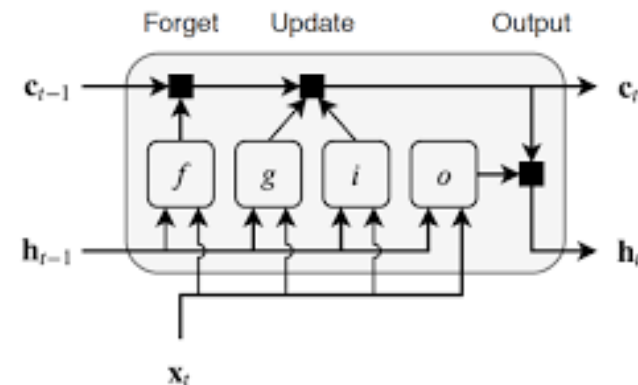 Forget Update Output
c_{t−1} c_t
f g i o
h_{t−1} h_t
x_t